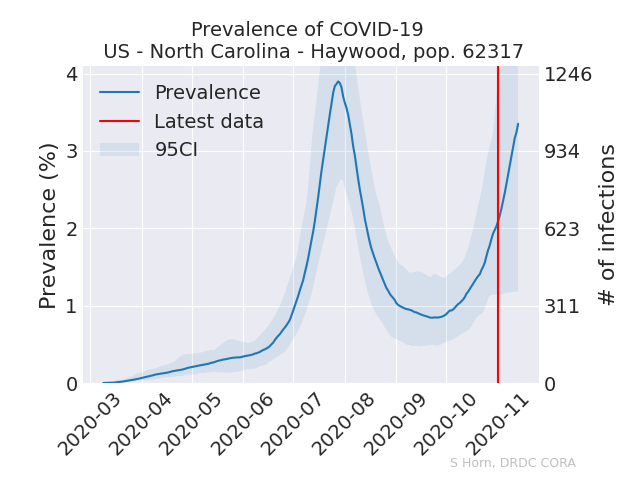 Prevalence of COVID-19
US - North Carolina - Haywood, pop. 62317
Prevalence
Latest data
95CI
Prevalence (%)
4
3
2
1
0
1246
934
623
311
0
# of infections
2020-03
2020-04
2020-05
2020-06
2020-07
2020-08
2020-09
2020-10
2020-11
S Horn, DRDC CORA